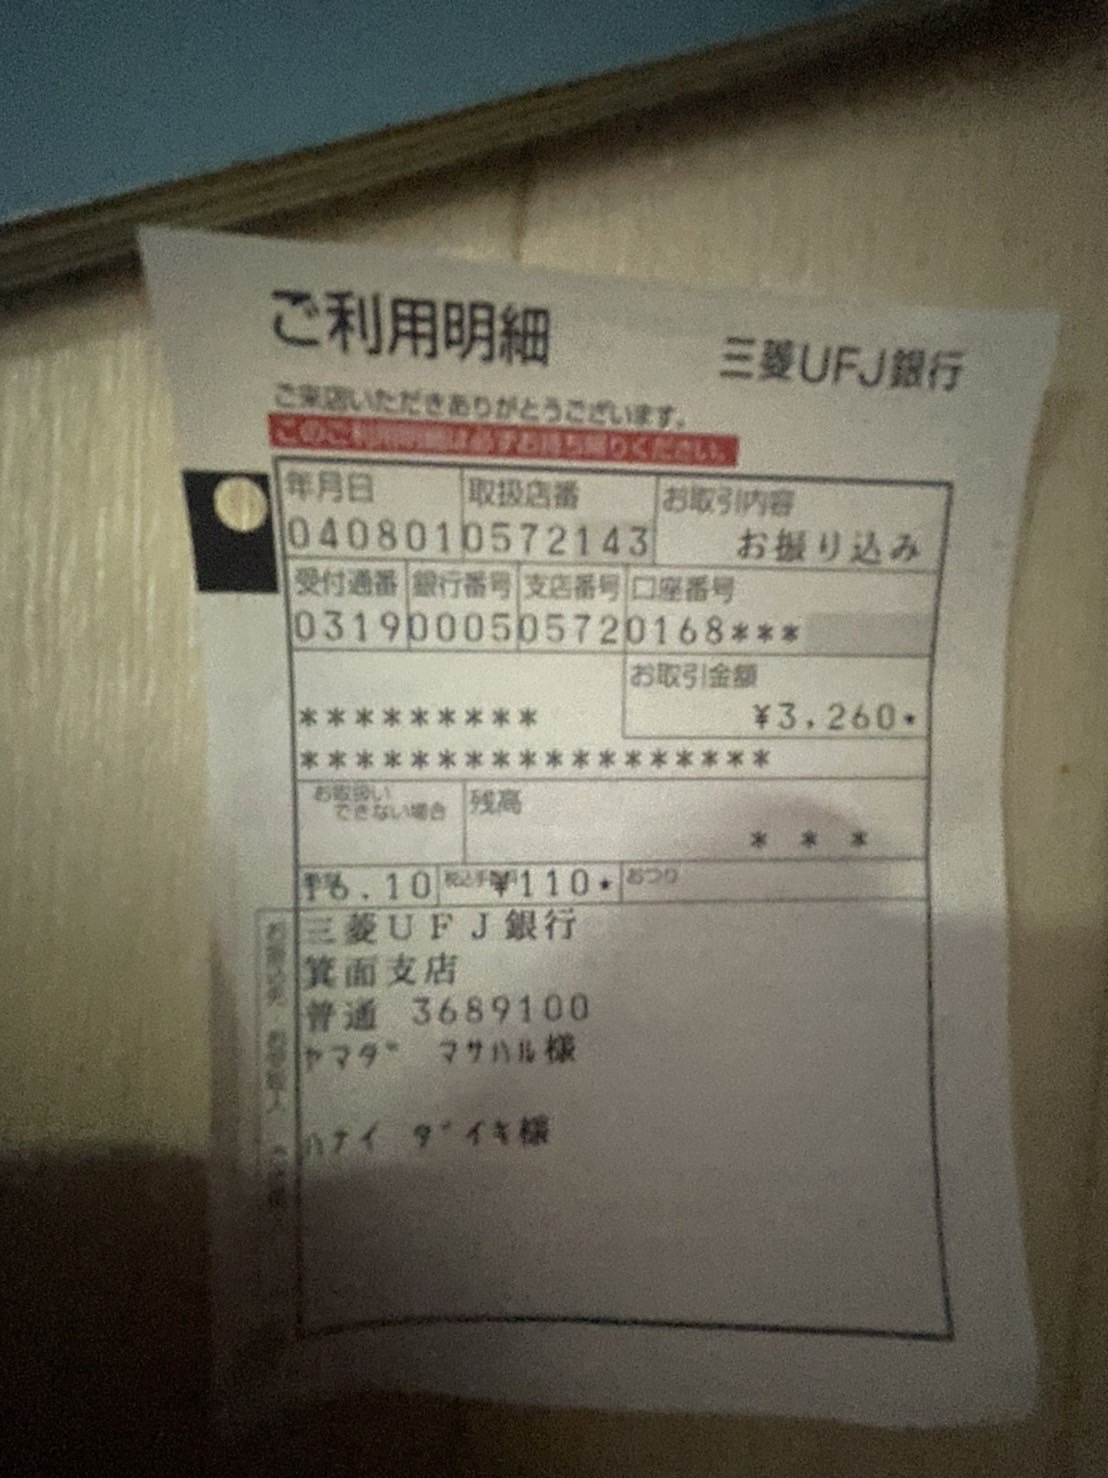 ご利用明細
三菱UFJ銀行
ご来店いただきありがとうございます。
このご利用明細は必ずお持ち帰りください。
年月日 取扱店番 お取引内容
040801 0572143 お振り込み
受付通番 銀行番号 支店番号 口座番号
0319 0005 0572 0168***
お取引金額
********* ¥3,260*
******************
お取扱い
できない場合 残高
* * *
16.10 ¥110* おつり
三菱UFJ銀行
箕面支店
普通 3689100
ヤマダ マサハル様
ハナイ ダイキ様